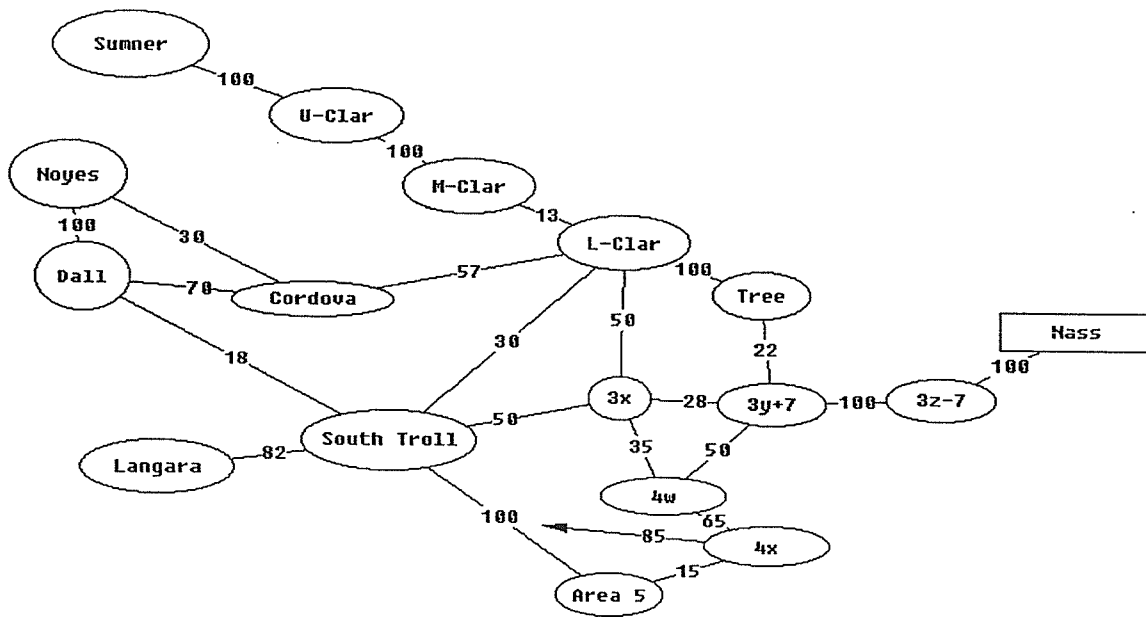 Sumner
100
U-Clar
100
M-Clar
Noyes
13
100
30
L-Clar
57
100
Dall
70
Cordova
Tree
50
Nass
30
22
18
100
3x
28
3y+7
100
3z-7
50
South Troll
35
50
Langara
82
4w
100
65
85
4x
15
Area 5